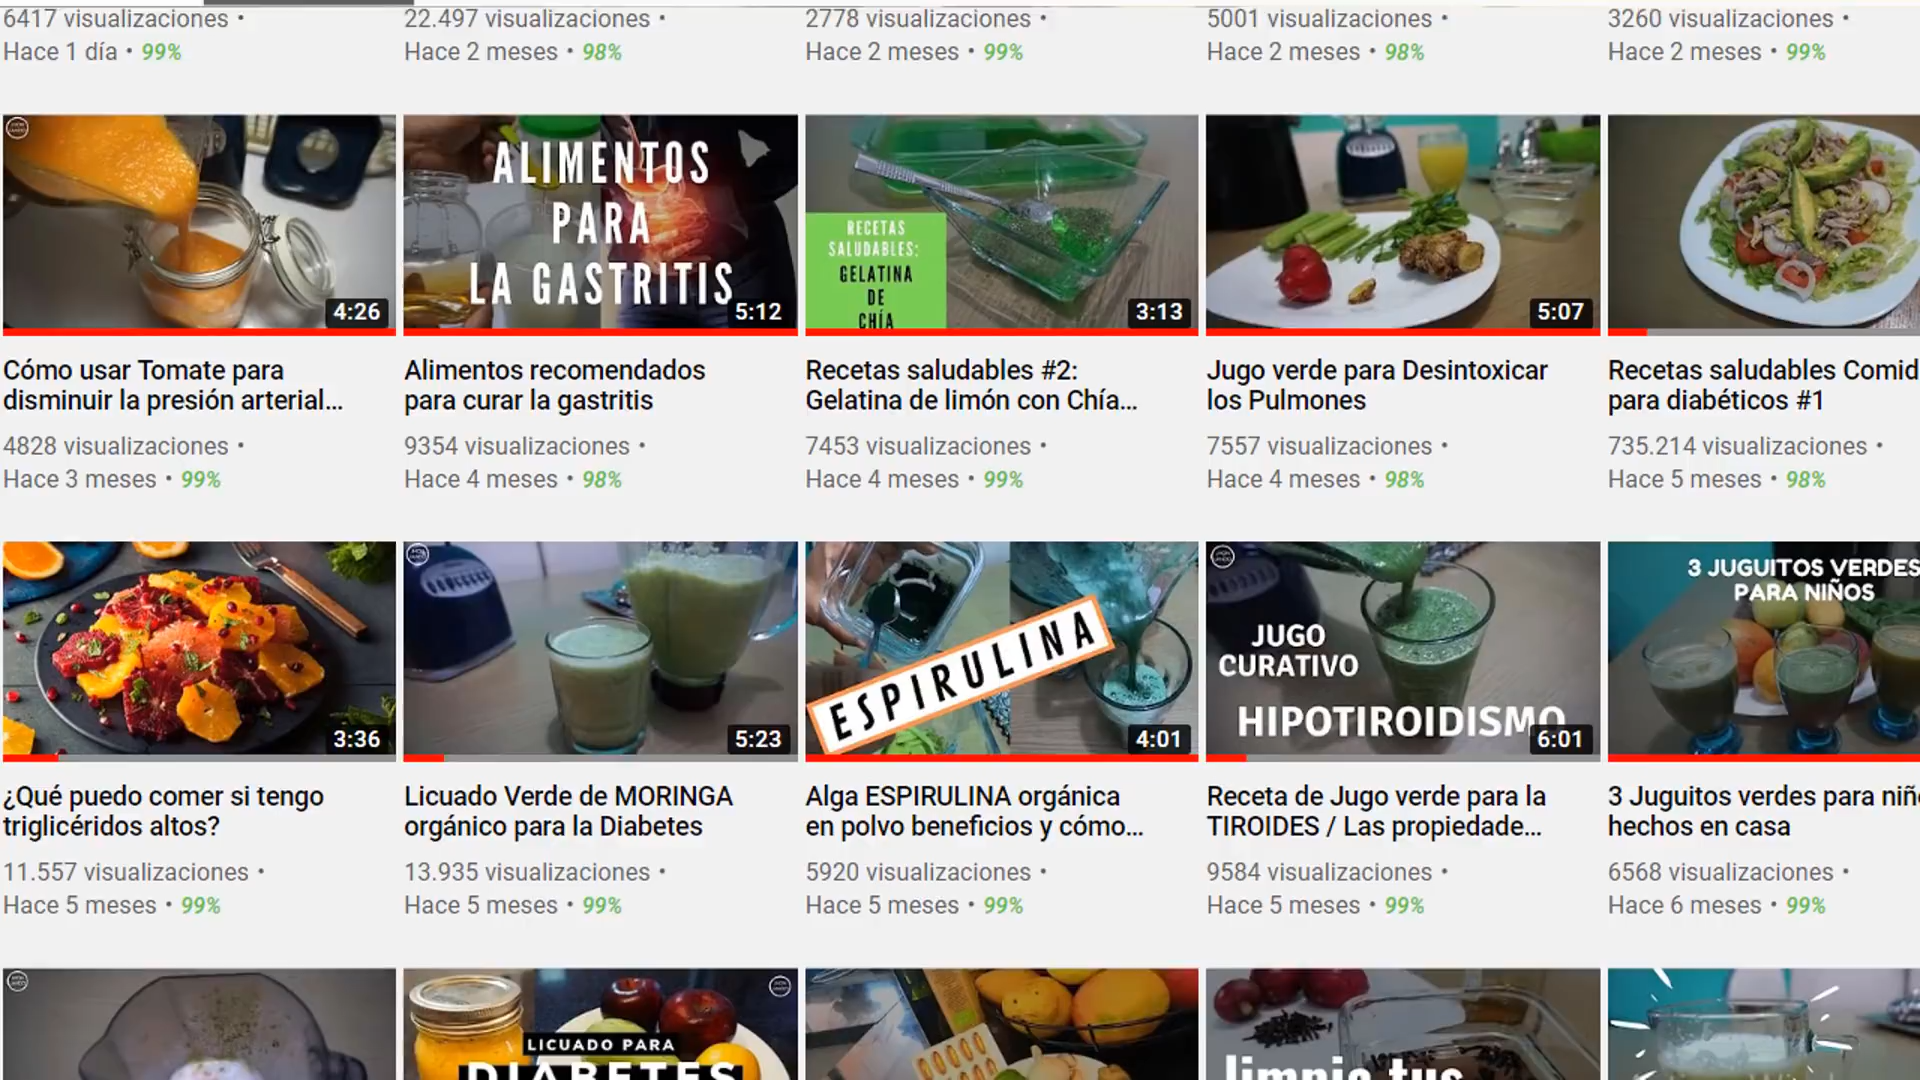 6417 visualizaciones •
Hace 1 día • 99%
22.497 visualizaciones •
Hace 2 meses • 98%
2778 visualizaciones •
Hace 2 meses • 99%
5001 visualizaciones •
Hace 2 meses • 98%
3260 visualizaciones •
Hace 2 meses • 99%
4:26
Cómo usar Tomate para
disminuir la presión arterial...
4828 visualizaciones •
Hace 3 meses • 99%
ALIMENTOS
PARA
LA GASTRITIS
5:12
Alimentos recomendados
para curar la gastritis
9354 visualizaciones •
Hace 4 meses • 98%
RECETAS
SALUDABLES:
GELATINA
DE
CHÍA
3:13
Recetas saludables #2:
Gelatina de limón con Chía...
7453 visualizaciones •
Hace 4 meses • 99%
5:07
Jugo verde para Desintoxicar
los Pulmones
7557 visualizaciones •
Hace 4 meses • 98%
Recetas saludables Comid
para diabéticos #1
735.214 visualizaciones •
Hace 5 meses • 98%
3:36
¿Qué puedo comer si tengo
triglicéridos altos?
11.557 visualizaciones •
Hace 5 meses • 99%
5:23
Licuado Verde de MORINGA
orgánico para la Diabetes
13.935 visualizaciones •
Hace 5 meses • 99%
ESPIRULINA
4:01
Alga ESPIRULINA orgánica
en polvo beneficios y cómo...
5920 visualizaciones •
Hace 5 meses • 99%
JUGO
CURATIVO
HIPOTIROIDISMO
6:01
Receta de Jugo verde para la
TIROIDES / Las propiedade...
9584 visualizaciones •
Hace 5 meses • 99%
3 JUGUITOS VERDES
PARA NIÑOS
3 Juguitos verdes para niñ
hechos en casa
6568 visualizaciones •
Hace 6 meses • 99%
LICUADO PARA
DIABETES
limpia tus